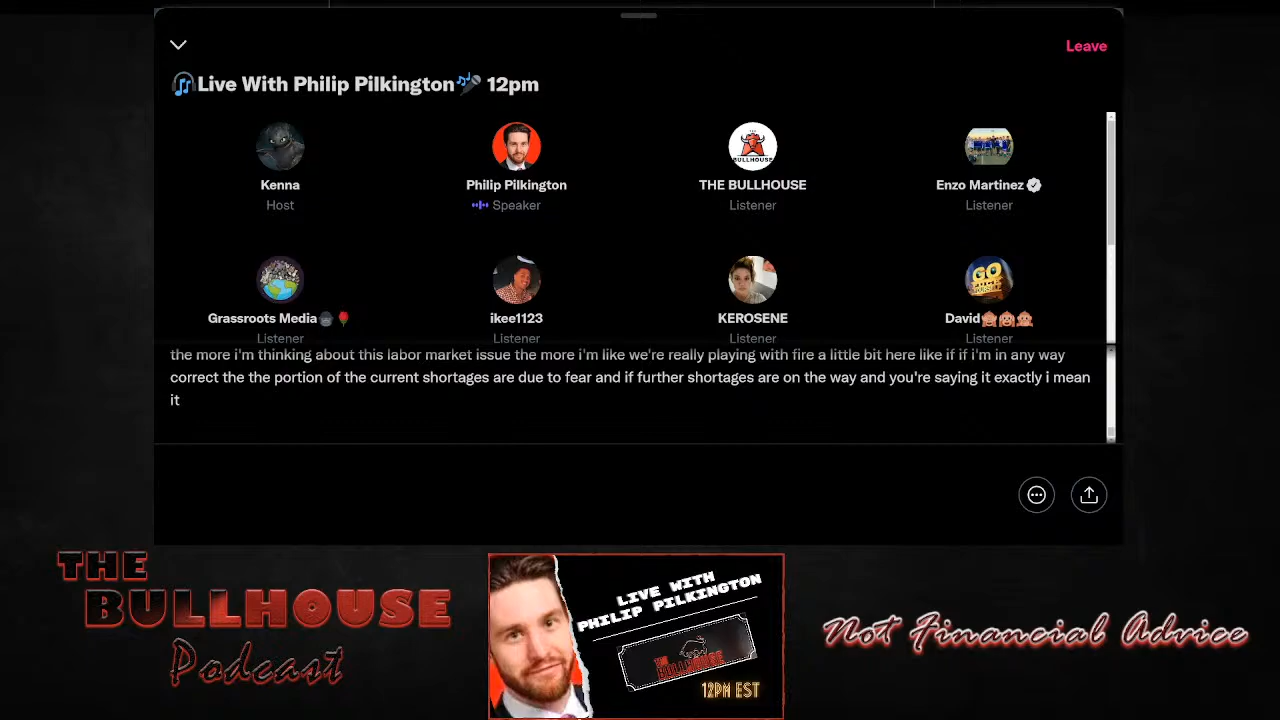 Leave
Live With Philip Pilkington 12pm
Kenna
Host
Philip Pilkington
Speaker
THE BULLHOUSE
Listener
Enzo Martinez
Listener
Grassroots Media
Listener
ikee1123
Listener
KEROSENE
Listener
David
Listener
the more i'm thinking about this labor market issue the more i'm like we're really playing with fire a little bit here like if if i'm in any way
correct the the portion of the current shortages are due to fear and if further shortages are on the way and you're saying it exactly i mean
it
THE
BULLHOUSE
Podcast
LIVE WITH
PHILIP PILKINGTON
THE
BULLHOUSE
12PM EST
Not Financial Advice